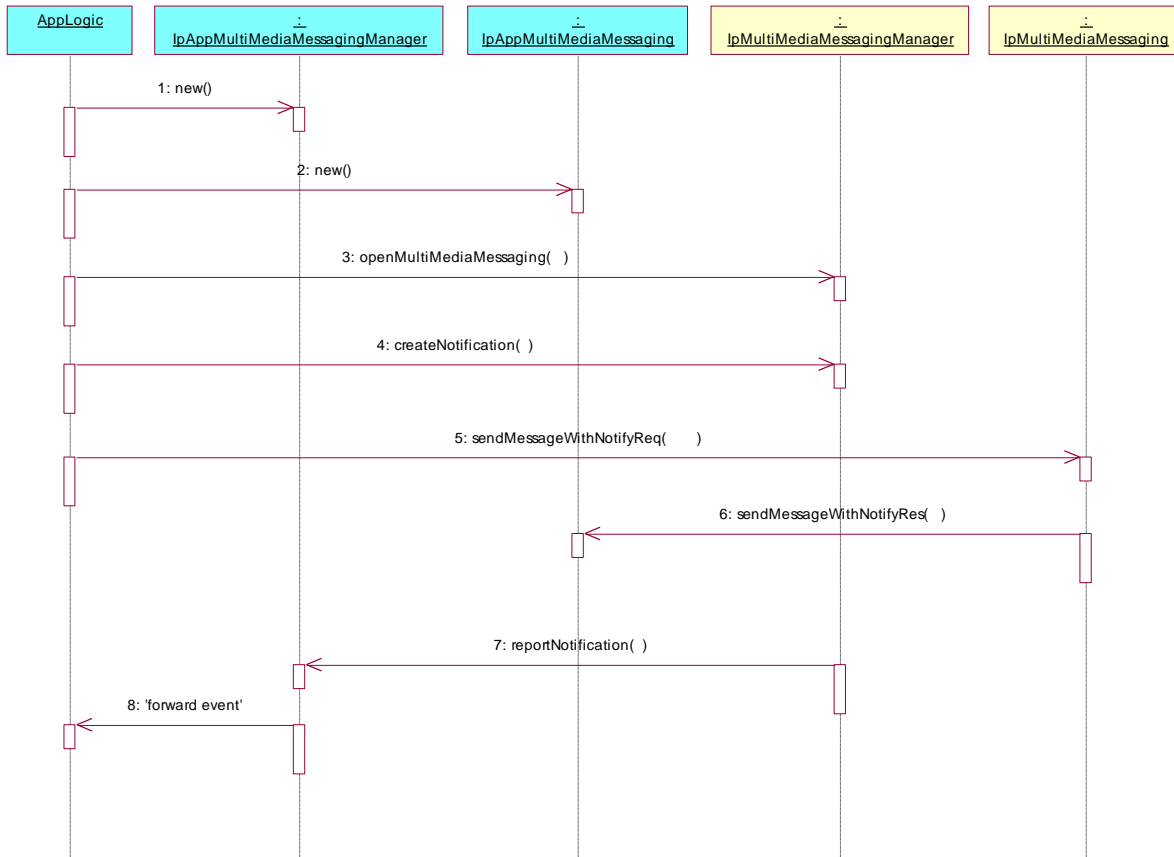 AppLogic
:
IpAppMultiMediaMessagingManager
:
IpAppMultiMediaMessaging
:
IpMultiMediaMessagingManager
:
IpMultiMediaMessaging
1: new()
2: new()
3: openMultiMediaMessaging(   )
4: createNotification(  )
5: sendMessageWithNotifyReq(       )
6: sendMessageWithNotifyRes(   )
7: reportNotification(  )
8: 'forward event'